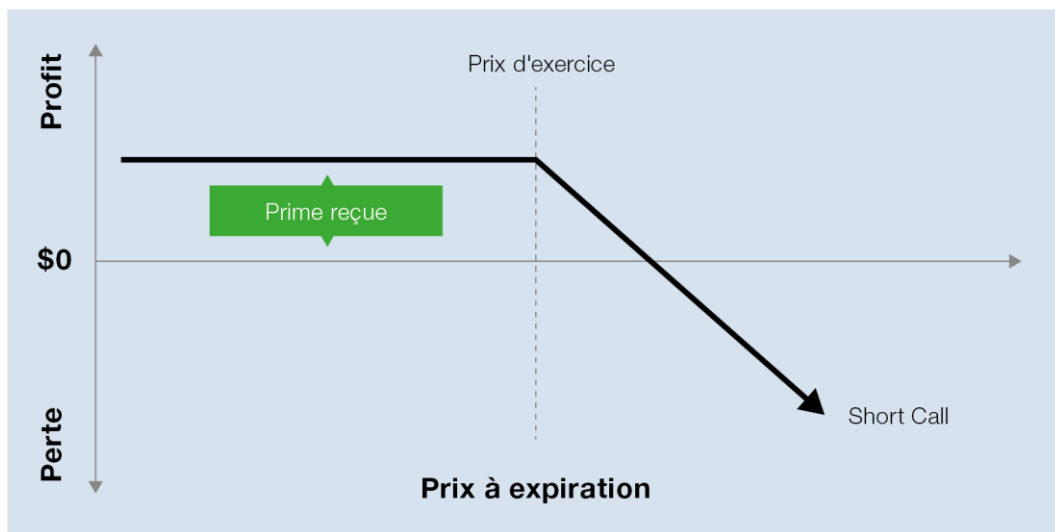 Profit
Prix d'exercice
Prime reçue
$0
Perte
Short Call
Prix à expiration